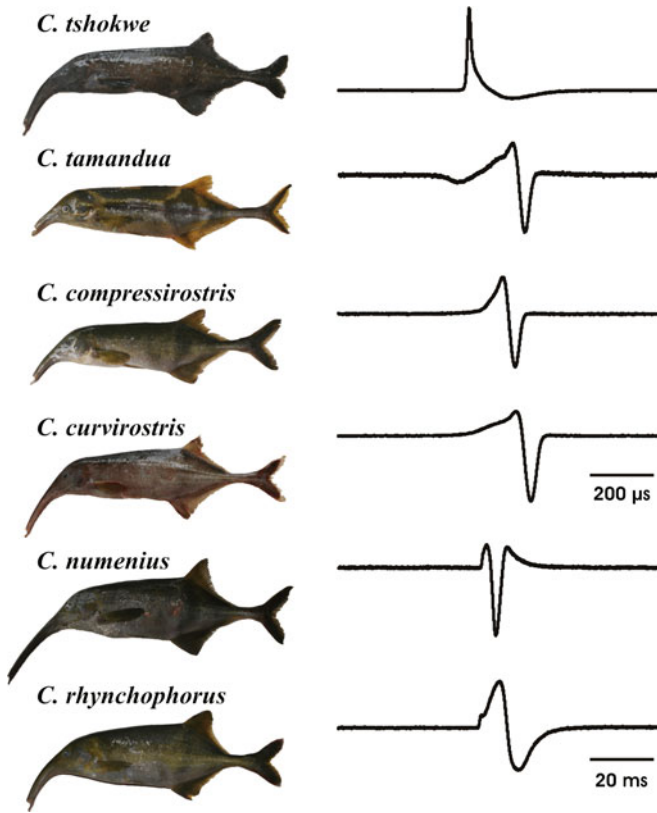 C. tshokwe
C. tamandua
C. compressirostris
C. curvirostris
200 µs
C. numenius
C. rhynchophorus
20 ms